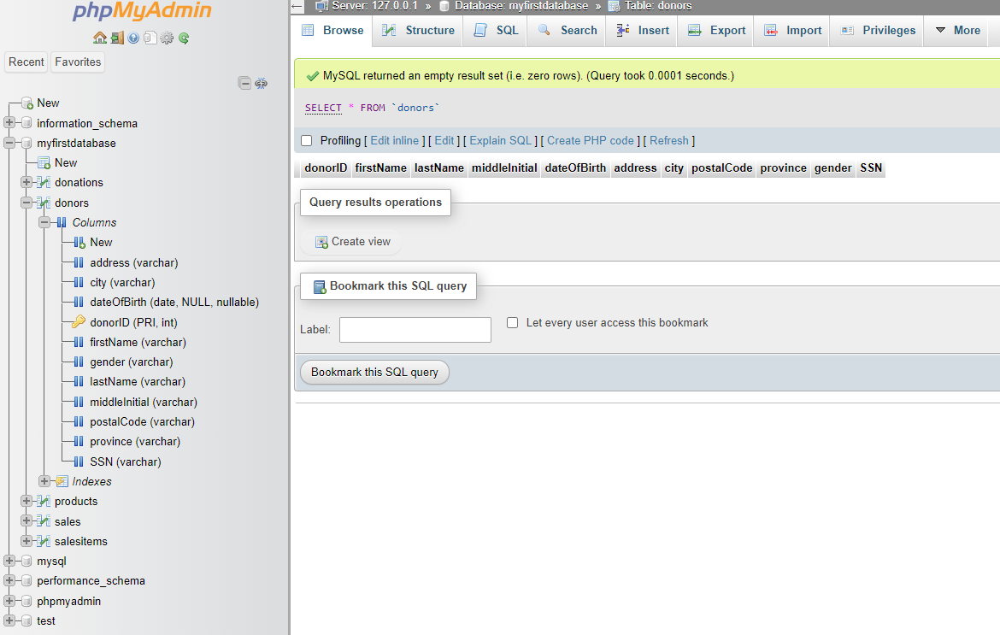 phpMyAdmin
Recent Favorites
New
information_schema
myfirstdatabase
New
donations
donors
Columns
New
address (varchar)
city (varchar)
dateOfBirth (date, NULL, nullable)
donorID (PRI, int)
firstName (varchar)
gender (varchar)
lastName (varchar)
middleInitial (varchar)
postalCode (varchar)
province (varchar)
SSN (varchar)
Indexes
products
sales
salesitems
mysql
performance_schema
phpmyadmin
test
Server: 127.0.0.1 » Database: myfirstdatabase » Table: donors
Browse Structure SQL Search Insert Export Import Privileges More
MySQL returned an empty result set (i.e. zero rows). (Query took 0.0001 seconds.)
SELECT * FROM `donors`
Profiling [ Edit inline ] [ Edit ] [ Explain SQL ] [ Create PHP code ] [ Refresh ]
donorID firstName lastName middleInitial dateOfBirth address city postalCode province gender SSN
Query results operations
Create view
Bookmark this SQL query
Label: Let every user access this bookmark
Bookmark this SQL query